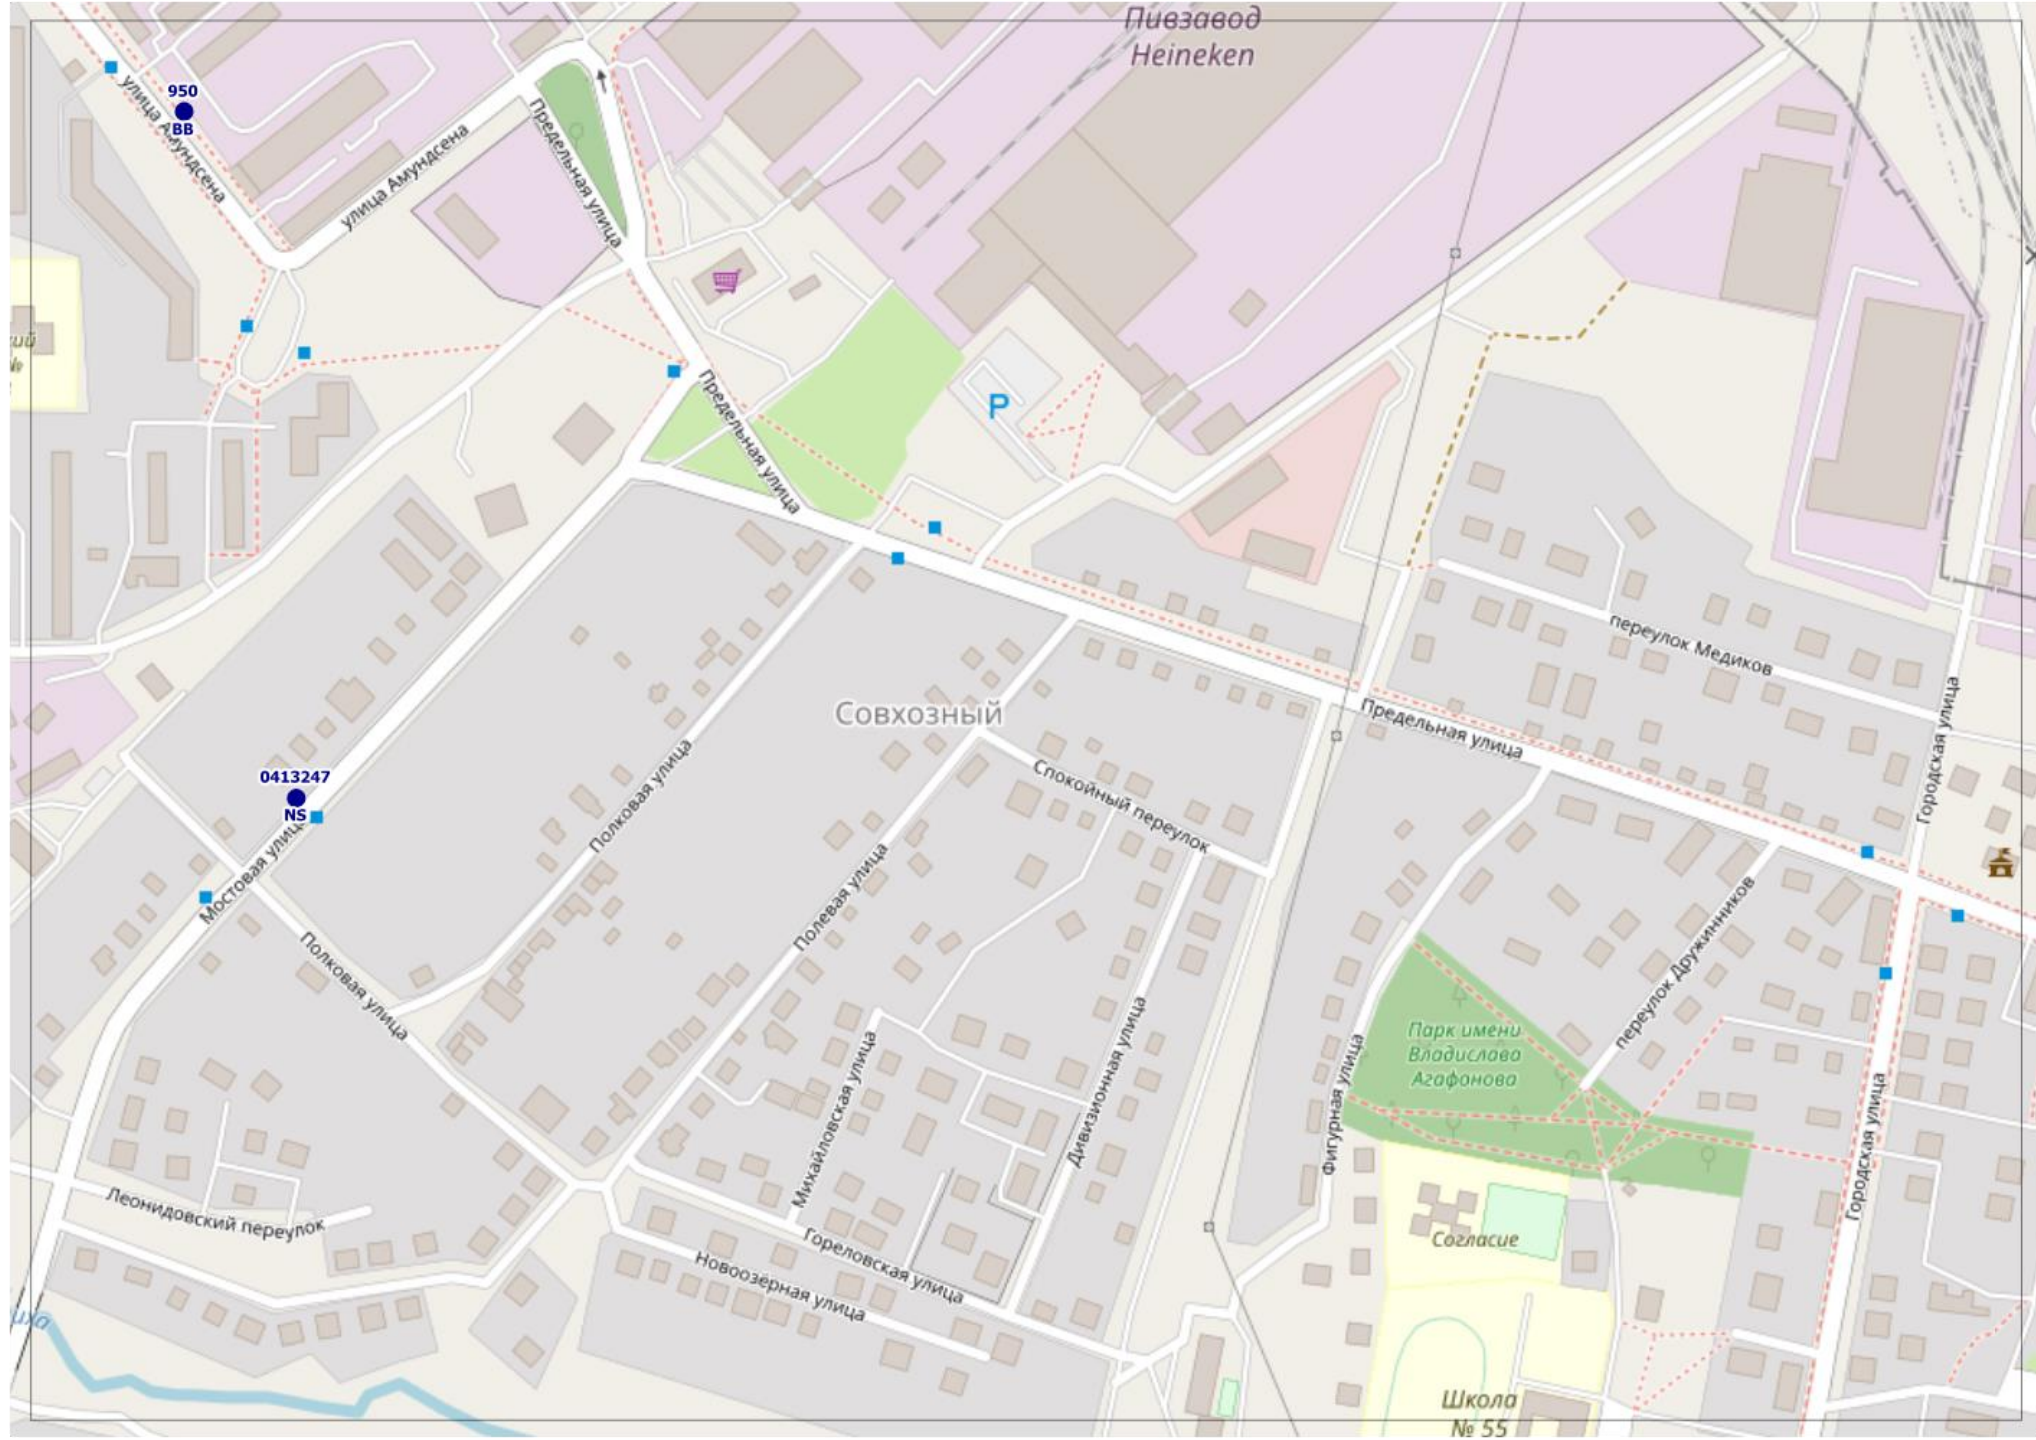 Пивзавод
Heineken
950
BB
улица Амундсена
улица Амундсена
Предельная улица
P
Предельная улица
Совхозный
переулок Медиков
Городская улица
Предельная улица
Спокойный переулок
Полковая улица
0413247
NS
Мостовая улица
Полевая улица
Полковая улица
переулок Дружинников
Парк имени
Владислава
Агафонова
Михайловская улица
Дивизионная улица
Фигурная улица
Городская улица
Леонидовский переулок
Гореловская улица
Новоозёрная улица
Согласие
Школа
№ 55